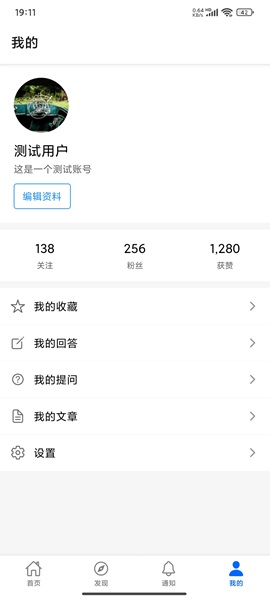 19:11
0.64 KB/s HD 42
我的
测试用户
这是一个测试账号
编辑资料
138 256 1,280
关注 粉丝 获赞
我的收藏
我的回答
我的提问
我的文章
设置
首页 发现 通知 我的